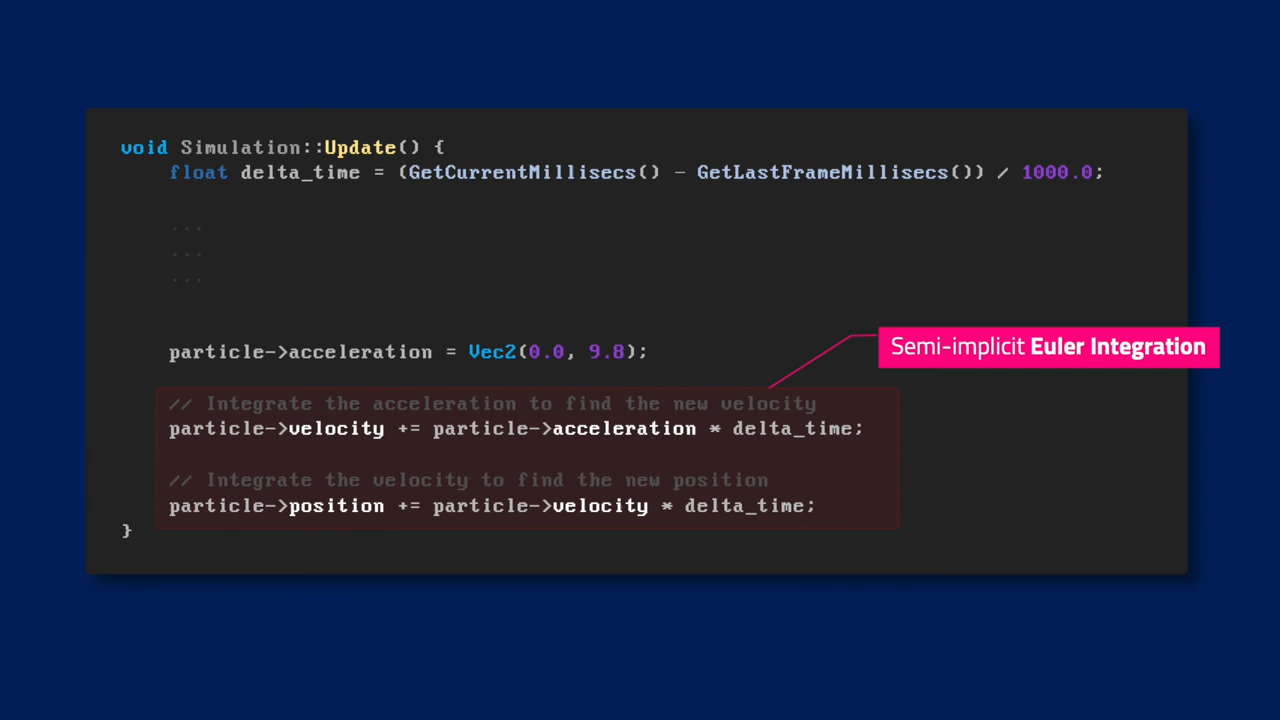 void Simulation::Update() {
float delta_time = (GetCurrentMillisecs() - GetLastFrameMillisecs()) / 1000.0;
...
...
...
particle->acceleration = Vec2(0.0, 9.8);
Semi-implicit Euler Integration
// Integrate the acceleration to find the new velocity
particle->velocity += particle->acceleration * delta_time;
// Integrate the velocity to find the new position
particle->position += particle->velocity * delta_time;
}